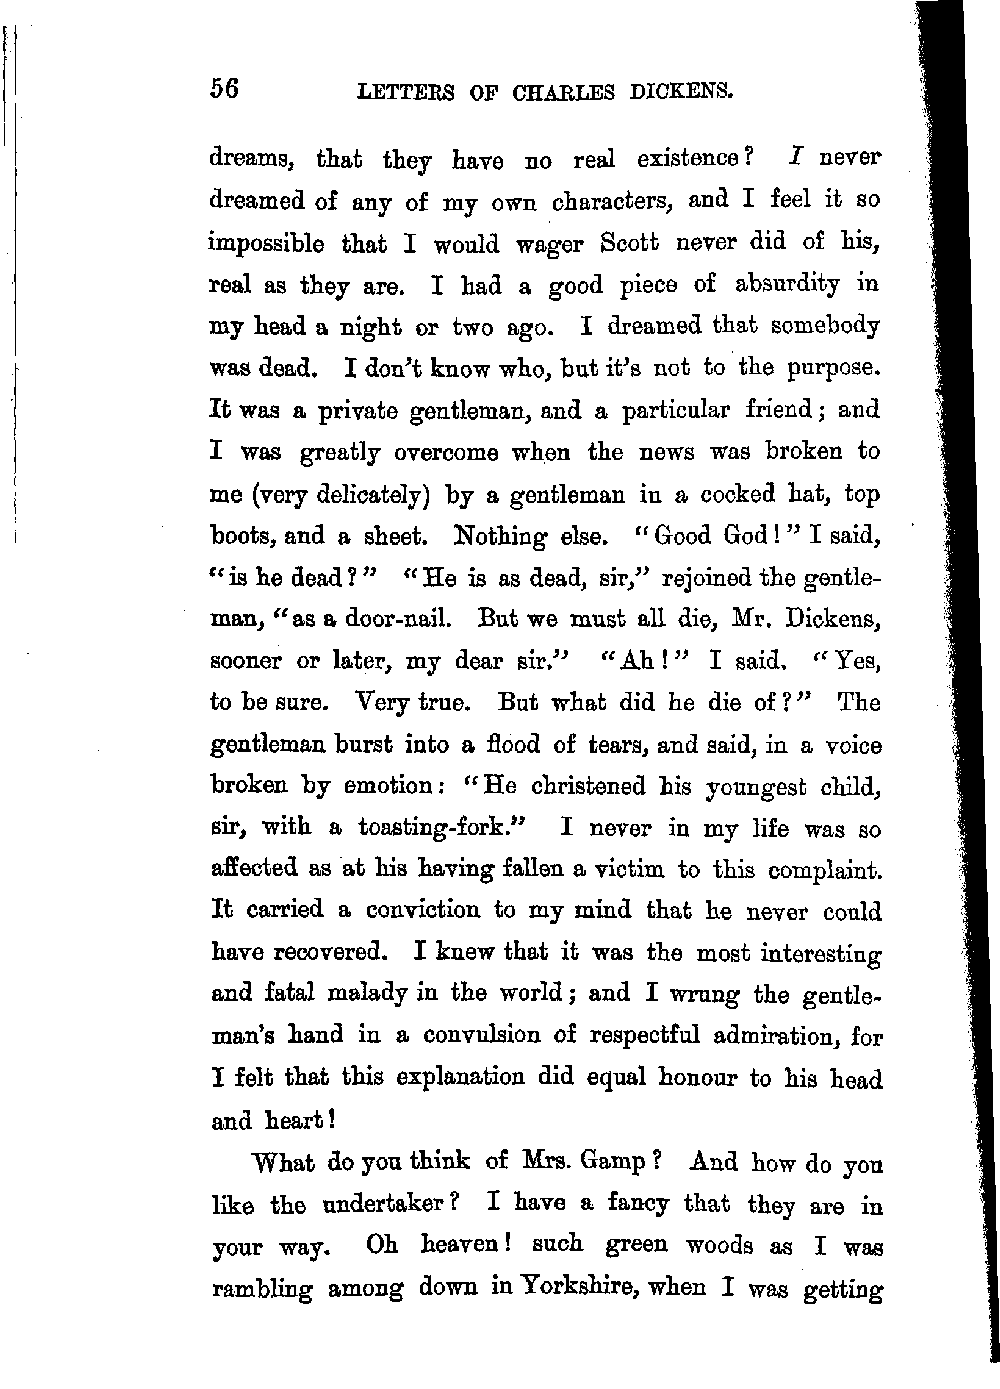 56 LETTERS OF CHARLES DICKENS.
dreams, that they have no real existence? I never
dreamed of any of my own characters, and I feel it so
impossible that I would wager Scott never did of his,
real as they are. I had a good piece of absurdity in
my head a night or two ago. I dreamed that somebody
was dead. I don't know who, but it's not to the purpose.
It was a private gentleman, and a particular friend; and
I was greatly overcome when the news was broken to
me (very delicately) by a gentleman in a cocked hat, top
boots, and a sheet. Nothing else. "Good God!" I said,
"is he dead?" "He is as dead, sir," rejoined the gentle-
man, "as a door-nail. But we must all die, Mr. Dickens,
sooner or later, my dear sir." "Ah!" I said. "Yes,
to be sure. Very true. But what did he die of?" The
gentleman burst into a flood of tears, and said, in a voice
broken by emotion: "He christened his youngest child,
sir, with a toasting-fork." I never in my life was so
affected as at his having fallen a victim to this complaint.
It carried a conviction to my mind that he never could
have recovered. I knew that it was the most interesting
and fatal malady in the world; and I wrung the gentle-
man's hand in a convulsion of respectful admiration, for
I felt that this explanation did equal honour to his head
and heart!
What do you think of Mrs. Gamp? And how do you
like the undertaker? I have a fancy that they are in
your way. Oh heaven! such green woods as I was
rambling among down in Yorkshire, when I was getting